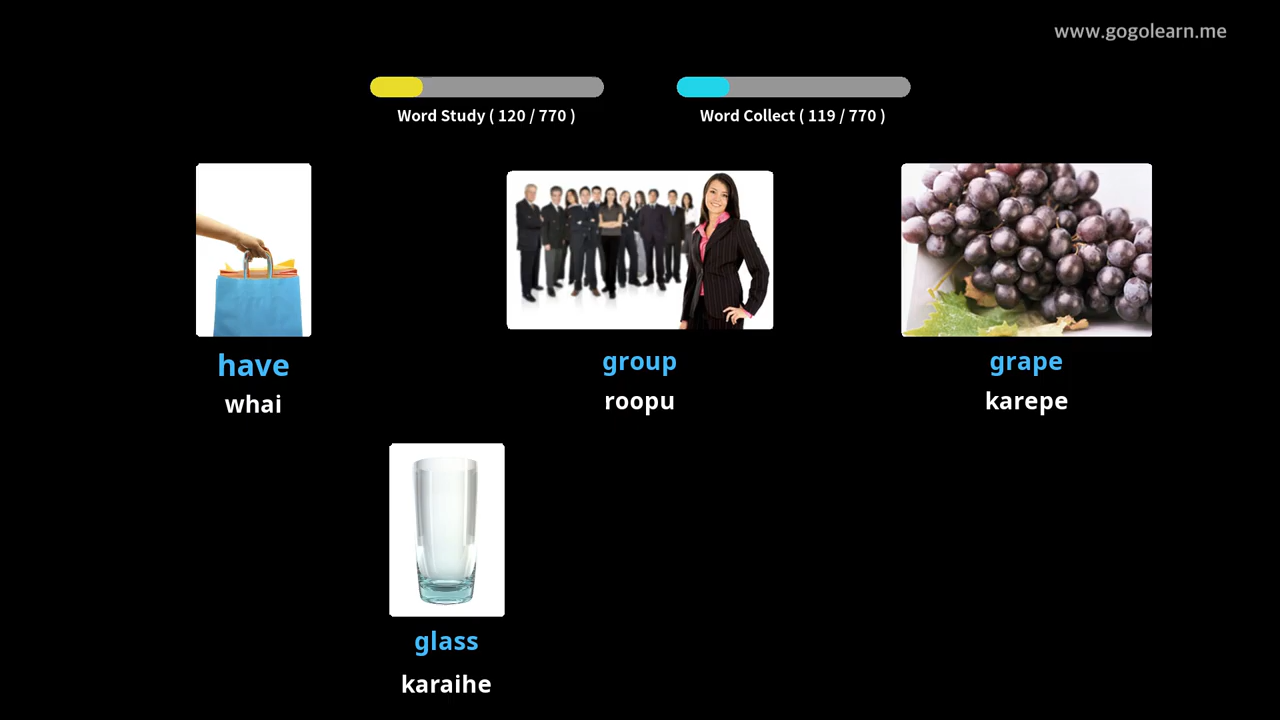 www.gogolearn.me
Word Study ( 120 / 770 )
Word Collect ( 119 / 770 )
have
whai
group
roopu
grape
karepe
glass
karaihe